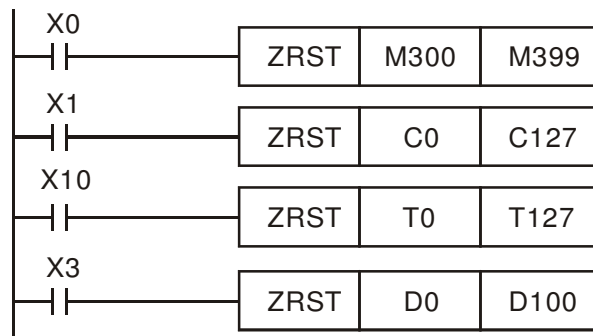 X0
ZRST M300 M399
X1
ZRST C0 C127
X10
ZRST T0 T127
X3
ZRST D0 D100